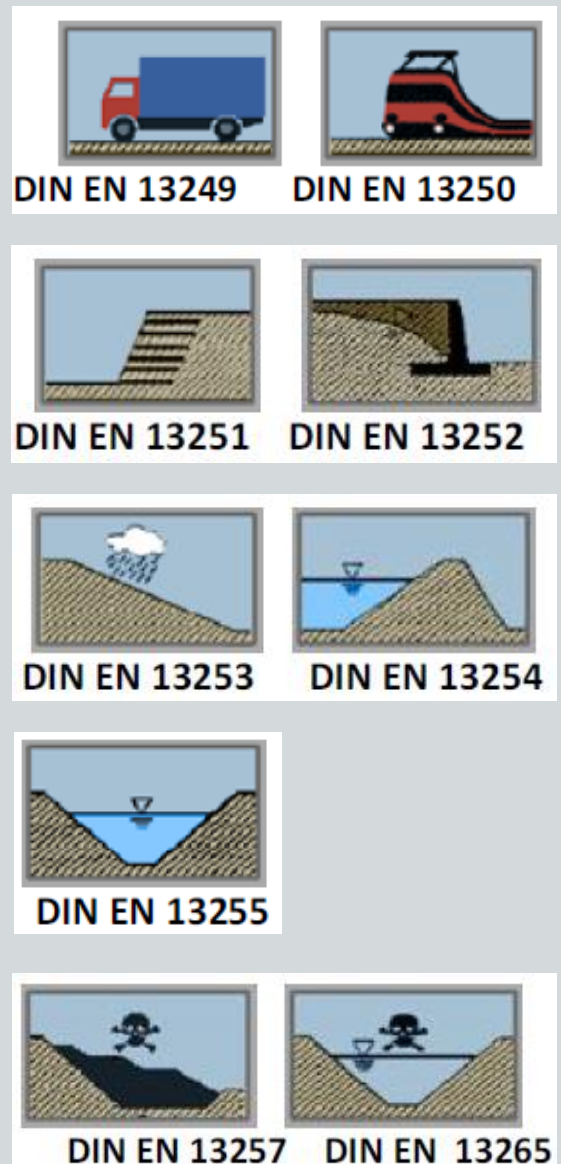 DIN EN 13249 DIN EN 13250
DIN EN 13251 DIN EN 13252
DIN EN 13253 DIN EN 13254
DIN EN 13255
DIN EN 13257 DIN EN 13265